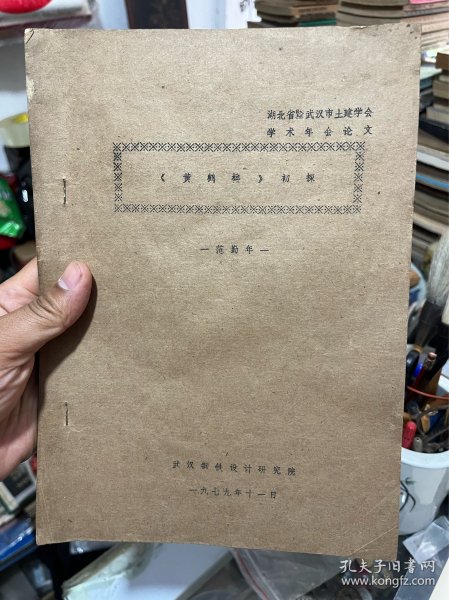 湖北省暨武汉市土建学会
学术年会论文
《黄鹤楼》初探
—范勤年—
武汉钢铁设计研究院
一九七九年十一月
孔夫子旧书网
www.kongfz.com